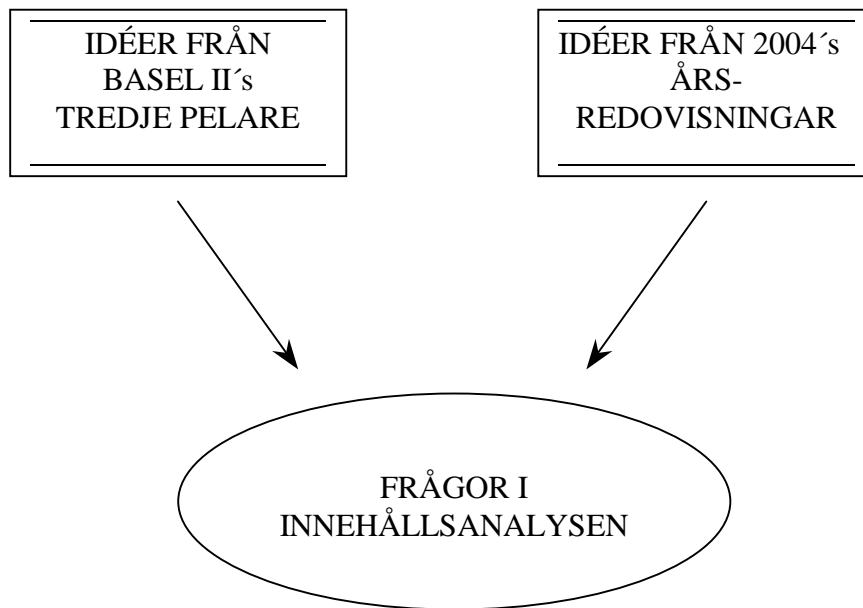 IDÉER FRÅN
BASEL II´s
TREDJE PELARE
IDÉER FRÅN 2004´s
ÅRS-
REDOVISNINGAR
FRÅGOR I
INNEHÅLLSANALYSEN